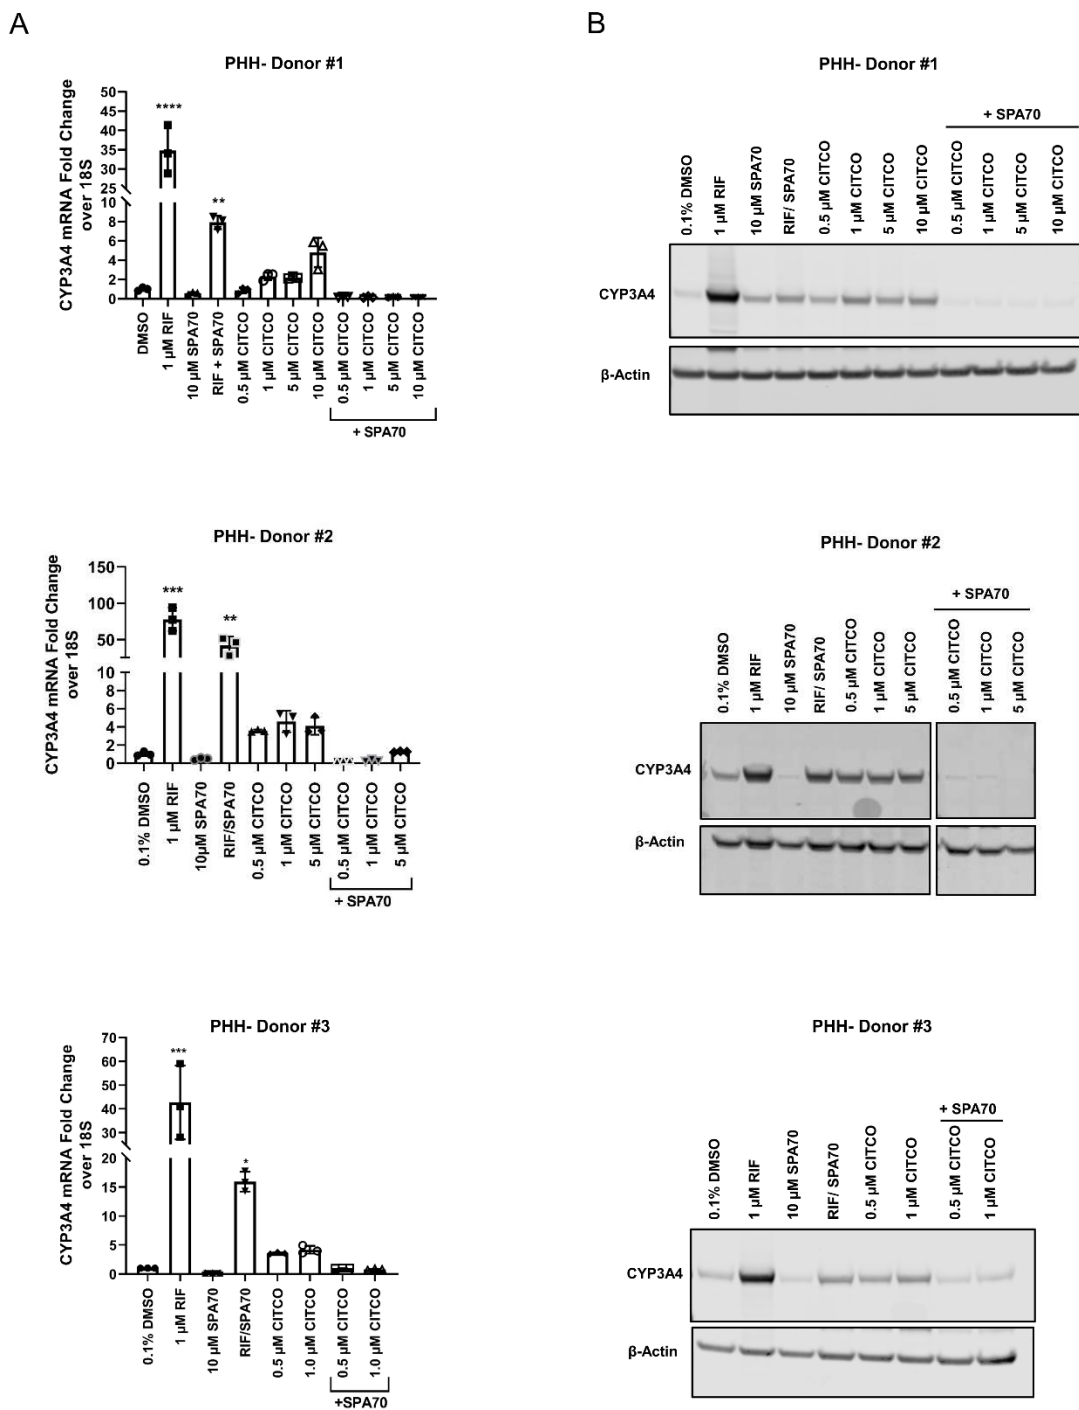 A
B
PHH- Donor #1
CYP3A4 mRNA Fold Change
over 18S
50
45
40
35
30
25
10
8
6
4
2
0
****
**
DMSO
1 µM RIF
10 µM SPA70
RIF + SPA70
0.5 µM CITCO
1 µM CITCO
5 µM CITCO
10 µM CITCO
0.5 µM CITCO
1 µM CITCO
5 µM CITCO
10 µM CITCO
+ SPA70
PHH- Donor #1
+ SPA70
0.1% DMSO
1 µM RIF
10 µM SPA70
RIF/ SPA70
0.5 µM CITCO
1 µM CITCO
5 µM CITCO
10 µM CITCO
0.5 µM CITCO
1 µM CITCO
5 µM CITCO
10 µM CITCO
CYP3A4
β-Actin
PHH- Donor #2
CYP3A4 mRNA Fold Change
over 18S
150
100
50
10
8
6
4
2
0
***
**
0.1% DMSO
1 µM RIF
10µM SPA70
RIF/SPA70
0.5 µM CITCO
1 µM CITCO
5 µM CITCO
0.5 µM CITCO
1 µM CITCO
5 µM CITCO
+ SPA70
PHH- Donor #2
+ SPA70
0.1% DMSO
1 µM RIF
10 µM SPA70
RIF/ SPA70
0.5 µM CITCO
1 µM CITCO
5 µM CITCO
0.5 µM CITCO
1 µM CITCO
5 µM CITCO
CYP3A4
β-Actin
PHH- Donor #3
CYP3A4 mRNA Fold Change
over 18S
70
60
50
40
30
20
15
10
5
0
***
*
0.1% DMSO
1 µM RIF
10 µM SPA70
RIF/SPA70
0.5 µM CITCO
1.0 µM CITCO
0.5 µM CITCO
1.0 µM CITCO
+SPA70
PHH- Donor #3
+ SPA70
0.1% DMSO
1 µM RIF
10 µM SPA70
RIF/ SPA70
0.5 µM CITCO
1 µM CITCO
0.5 µM CITCO
1 µM CITCO
CYP3A4
β-Actin